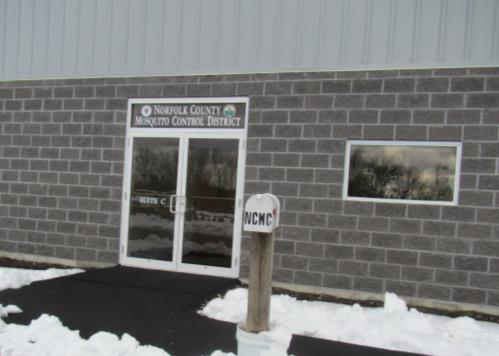 NORFOLK COUNTY
MOSQUITO CONTROL DISTRICT
SUITE C
NCMC